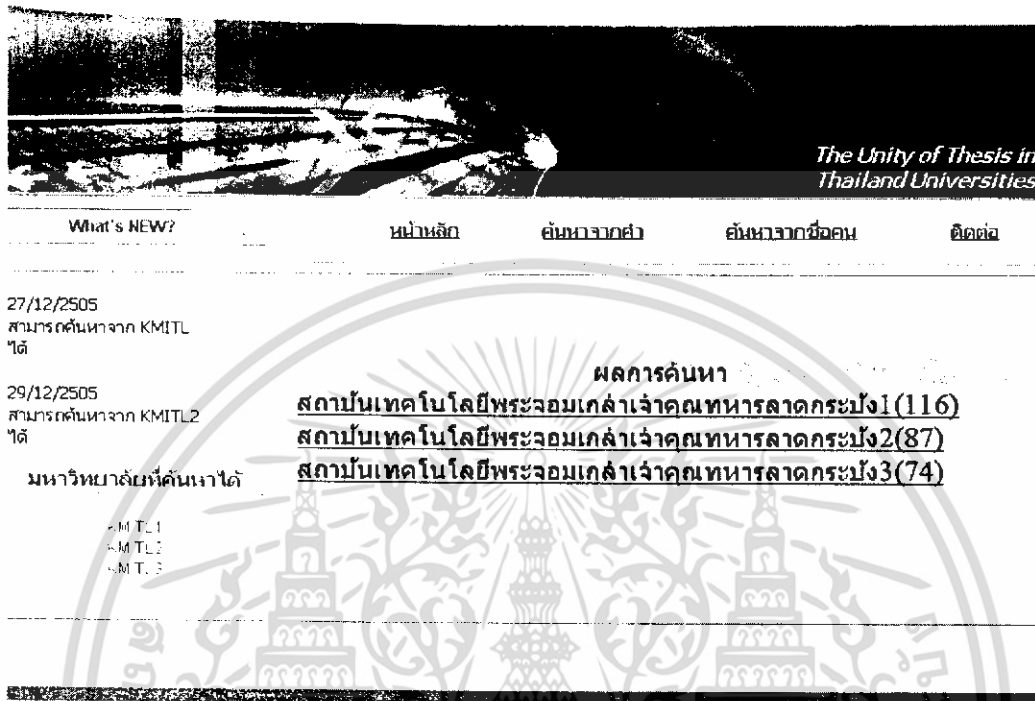 The Unity of Thesis in
Thailand Universities
What's NEW?
หน้าหลัก
ค้นหาจากคำ
ค้นหาจากชื่อคน
ติดต่อ
27/12/2505
สามารถค้นหาจาก KMITL
ได้
29/12/2505
สามารถค้นหาจาก KMITL2
ได้
มหาวิทยาลัยที่ค้นหาได้
KMITL1
KMITL2
KMITL3
ผลการค้นหา
สถาบันเทคโนโลยีพระจอมเกล้าเจ้าคุณทหารลาดกระบัง1(116)
สถาบันเทคโนโลยีพระจอมเกล้าเจ้าคุณทหารลาดกระบัง2(87)
สถาบันเทคโนโลยีพระจอมเกล้าเจ้าคุณทหารลาดกระบัง3(74)